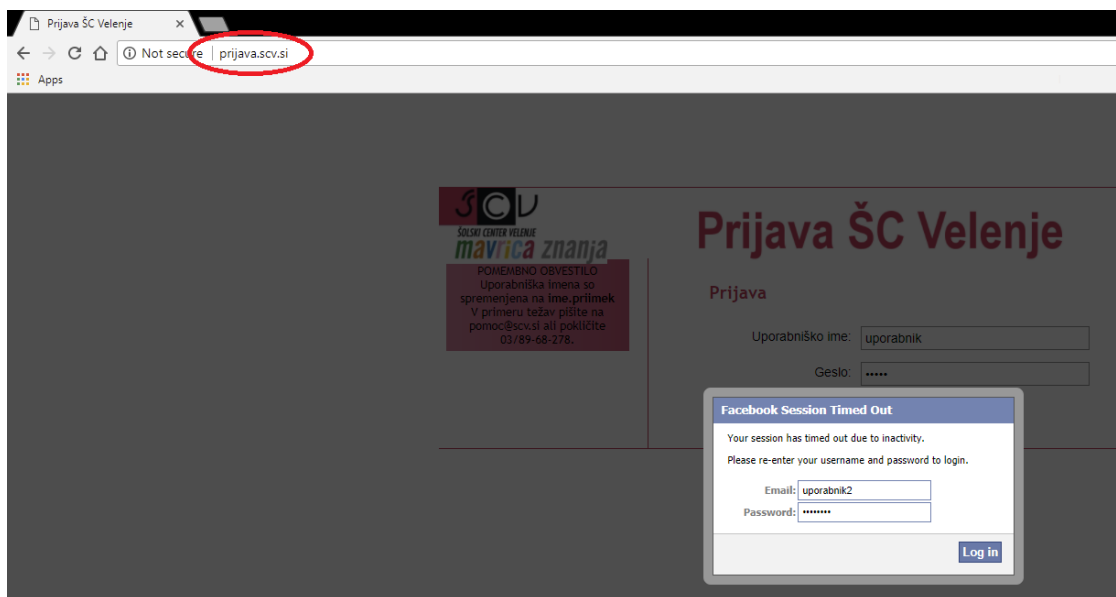 Prijava ŠC Velenje
Not secure | prijava.scv.si
Apps
ŠCV
ŠOLSKI CENTER VELENJE
mavrica znanja
POMEMBNO OBVESTILO
Uporabniška imena so
spremenjena na ime.priimek
V primeru težav pišite na
pomoc@scv.si ali pokličite
03/89-68-278.
Prijava ŠC Velenje
Prijava
Uporabniško ime: uporabnik
Geslo: •••••
Facebook Session Timed Out
Your session has timed out due to inactivity.
Please re-enter your username and password to login.
Email: uporabnik2
Password: ••••••••
Log in